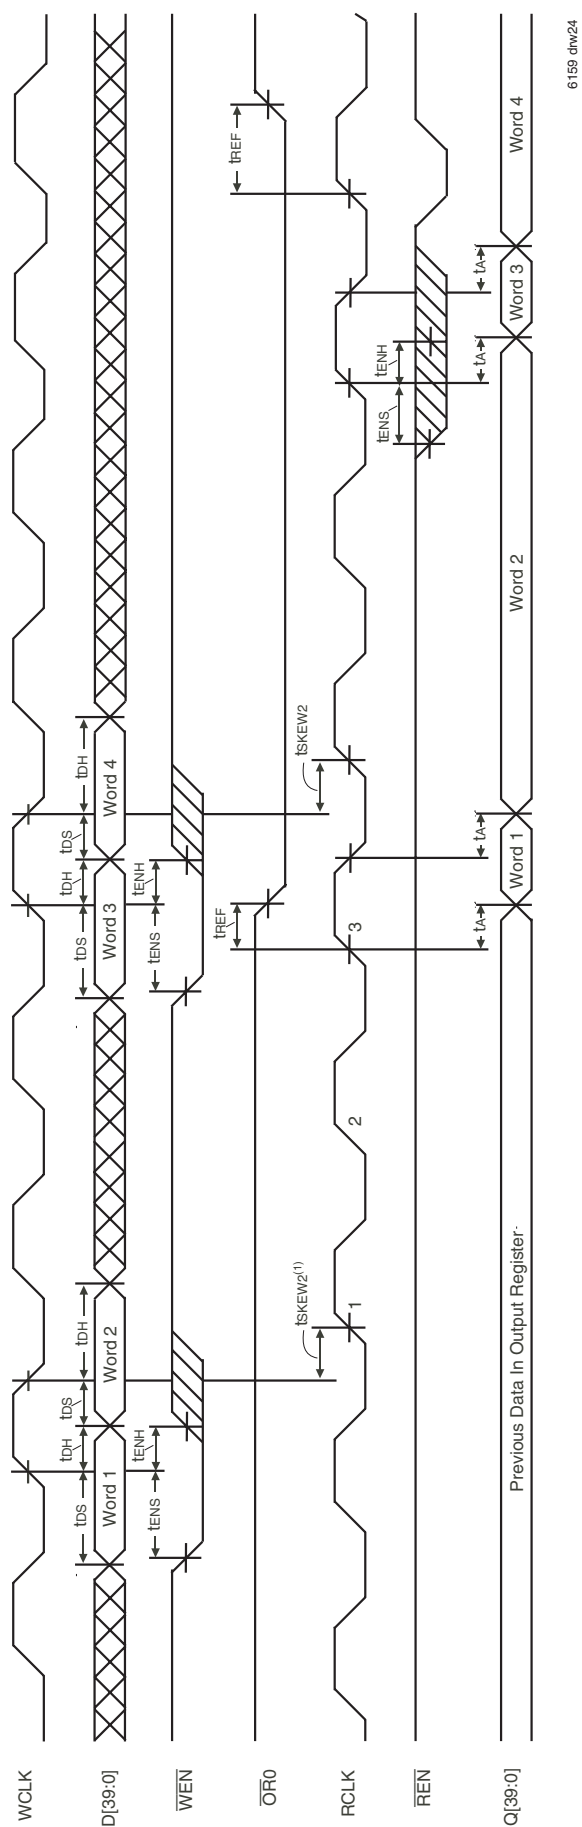 WCLK
tDS
tDH
tDS
tDH
tDS
tDH
tDS
tDH
D[39:0]
Word 1
Word 2
Word 3
Word 4
WEN
tENS
tENH
tENS
tENH
OR0
tREF
tREF
tSKEW2(1)
tSKEW2
RCLK
1
2
3
REN
tENS
tENH
tA
tA
tA
tA
Q[39:0]
Previous Data In Output Register
Word 1
Word 2
Word 3
Word 4
6159 drw24